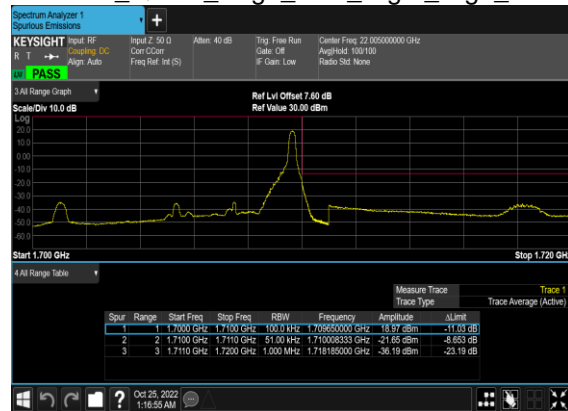 Spectrum Analyzer 1
Spurious Emissions
+
KEYSIGHT Input: RF Input Z: 50 Ω Atten: 40 dB Trig: Free Run Center Freq: 22.005000000 GHz
R T Coupling: DC Corr CCorr Gate: Off Avg|Hold: 100/100
Align: Auto Freq Ref: Int (S) IF Gain: Low Radio Std: None
PASS
3 All Range Graph
Ref Lvl Offset 7.60 dB
Scale/Div 10.0 dB Ref Value 30.00 dBm
Log
20.0
10.0
0.00
-10.0
-20.0
-30.0
-40.0
-50.0
-60.0
Start 1.700 GHz Stop 1.720 GH
4 All Range Table
Measure Trace Trace 1
Trace Type Trace Average (Active)
Spur Range Start Freq Stop Freq RBW Frequency Amplitude ΔLimit
1 1 1.7000 GHz 1.7100 GHz 100.0 kHz 1.709650000 GHz 18.97 dBm -11.03 dB
2 2 1.7100 GHz 1.7110 GHz 51.00 kHz 1.710008333 GHz -21.65 dBm -8.653 dB
3 3 1.7110 GHz 1.7200 GHz 1.000 MHz 1.718185000 GHz -36.19 dBm -23.19 dB
? Oct 25, 2022
1:16:55 AM